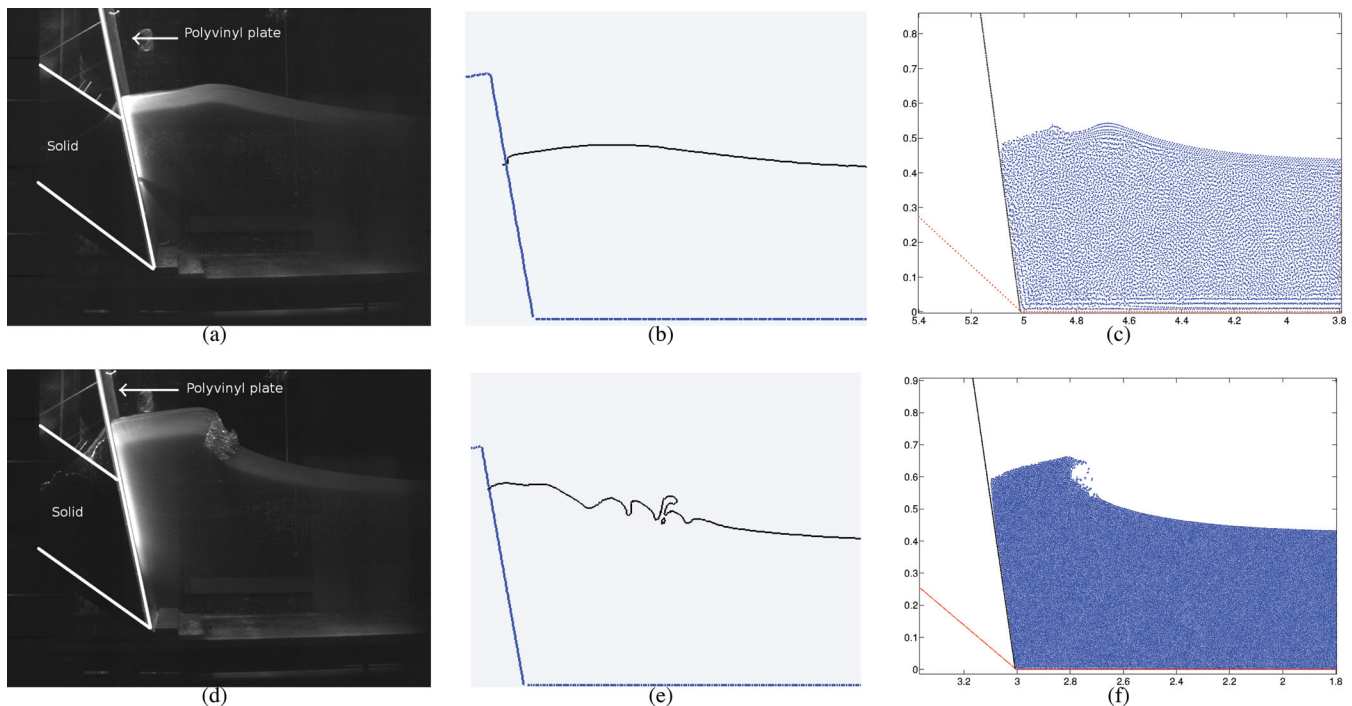 Polyvinyl plate
Solid
(a)
(b)
0.8
0.7
0.6
0.5
0.4
0.3
0.2
0.1
0
5.4 5.2 5 4.8 4.6 4.4 4.2 4 3.8
(c)
Polyvinyl plate
Solid
(d)
(e)
0.9
0.8
0.7
0.6
0.5
0.4
0.3
0.2
0.1
0
3.2 3 2.8 2.6 2.4 2.2 2 1.8
(f)